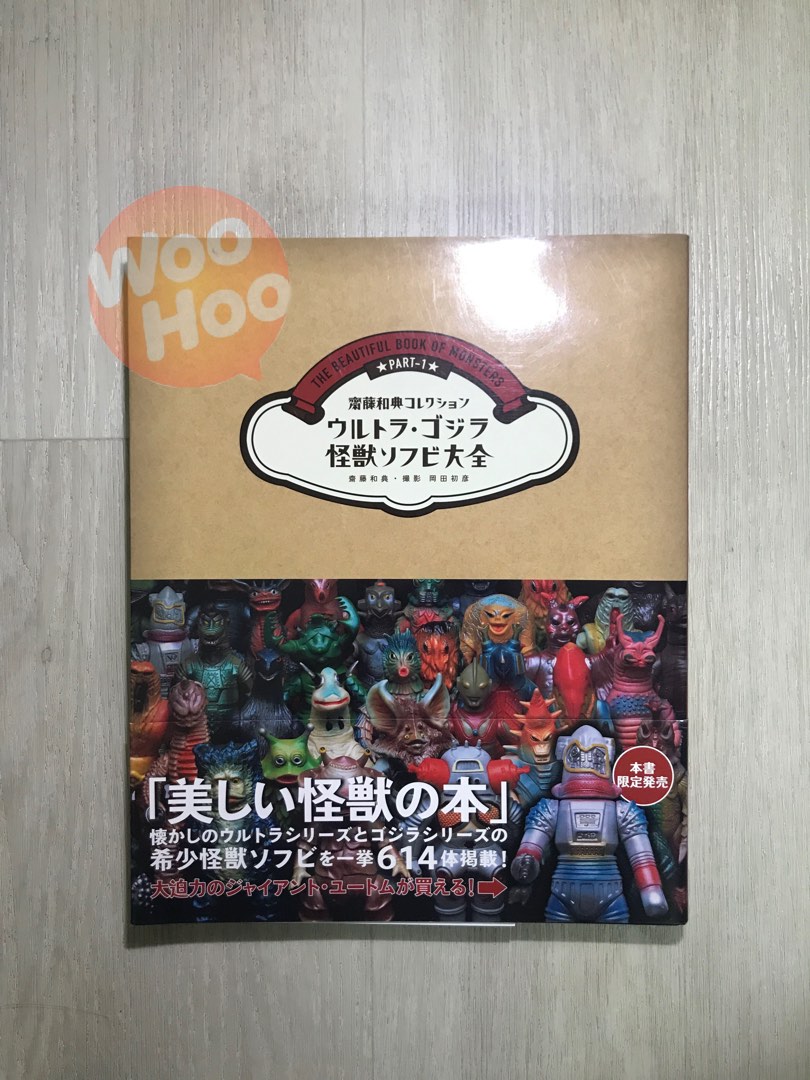 Woo
Hoo
THE BEAUTIFUL BOOK OF MONSTERS
★PART-1★
齋藤和典コレクション
ウルトラ・ゴジラ
怪獣ソフビ大全
齋藤和典・撮影 岡田初彦
本書
限定発売
「美しい怪獣の本」
懐かしのウルトラシリーズとゴジラシリーズの
希少怪獣ソフビを一挙614体掲載！
大迫力のジャイアント・ユートムが買える！➡